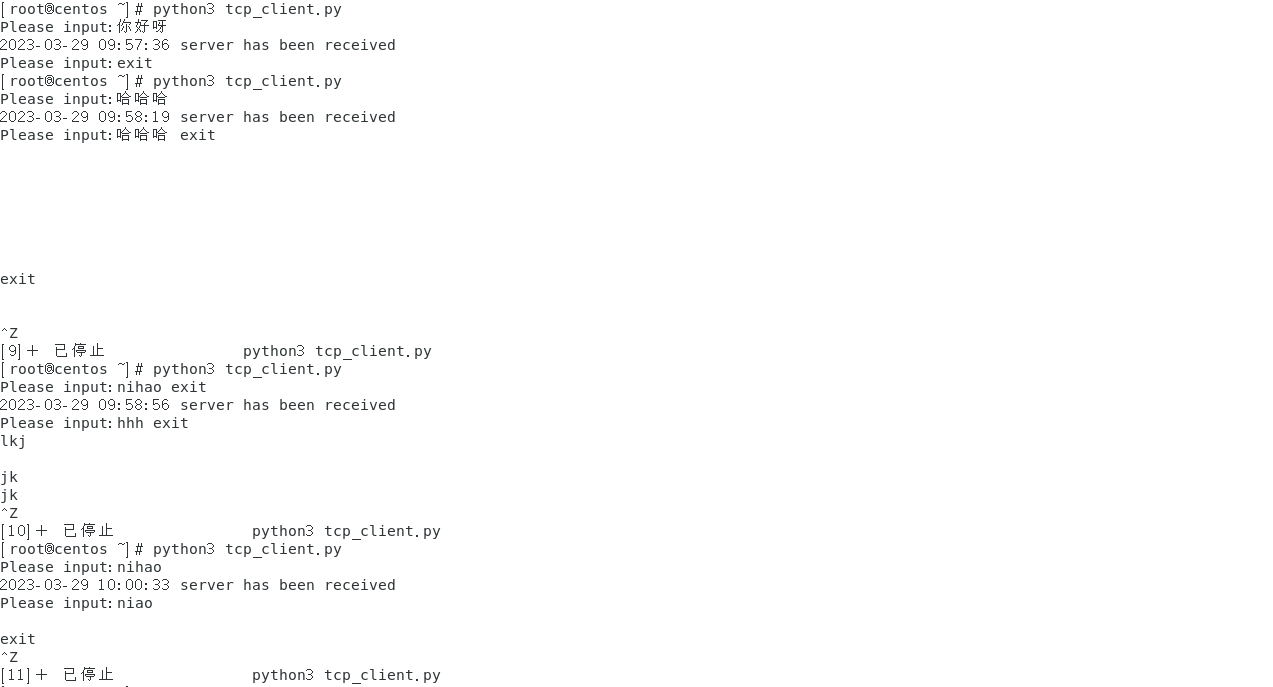 [root@centos ~]# python3 tcp_client.py
Please input:你好呀
2023-03-29 09:57:36 server has been received
Please input:exit
[root@centos ~]# python3 tcp_client.py
Please input:哈哈哈
2023-03-29 09:58:19 server has been received
Please input:哈哈哈 exit
exit
^Z
[9]+ 已停止 python3 tcp_client.py
[root@centos ~]# python3 tcp_client.py
Please input:nihao exit
2023-03-29 09:58:56 server has been received
Please input:hhh exit
lkj
jk
jk
^Z
[10]+ 已停止 python3 tcp_client.py
[root@centos ~]# python3 tcp_client.py
Please input:nihao
2023-03-29 10:00:33 server has been received
Please input:niao
exit
^Z
[11]+ 已停止 python3 tcp_client.py